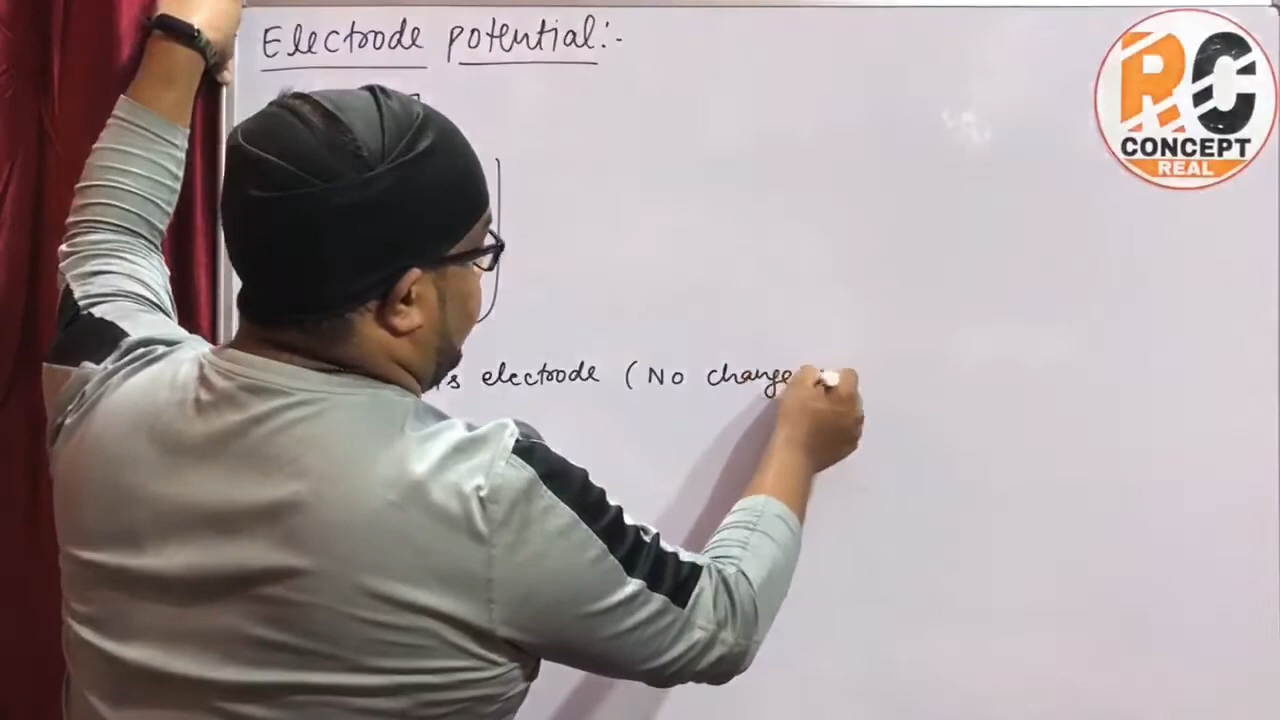 Electrode potential:-
electrode (No change
RC
CONCEPT
REAL